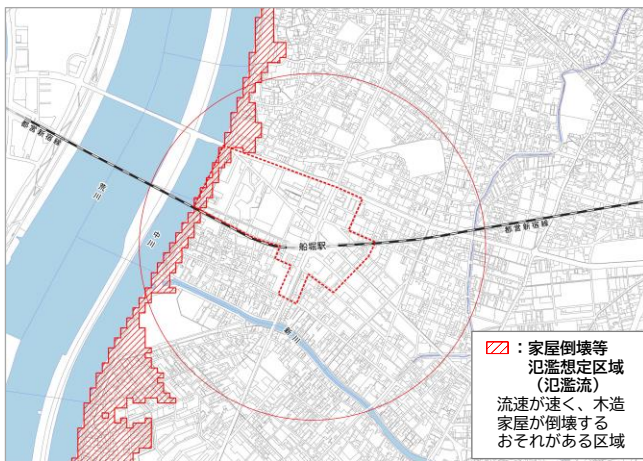 都営新宿線
荒川
中川
船堀駅
都営新宿線
新川
：家屋倒壊等
氾濫想定区域
（氾濫流）
流速が速く、木造
家屋が倒壊する
おそれがある区域